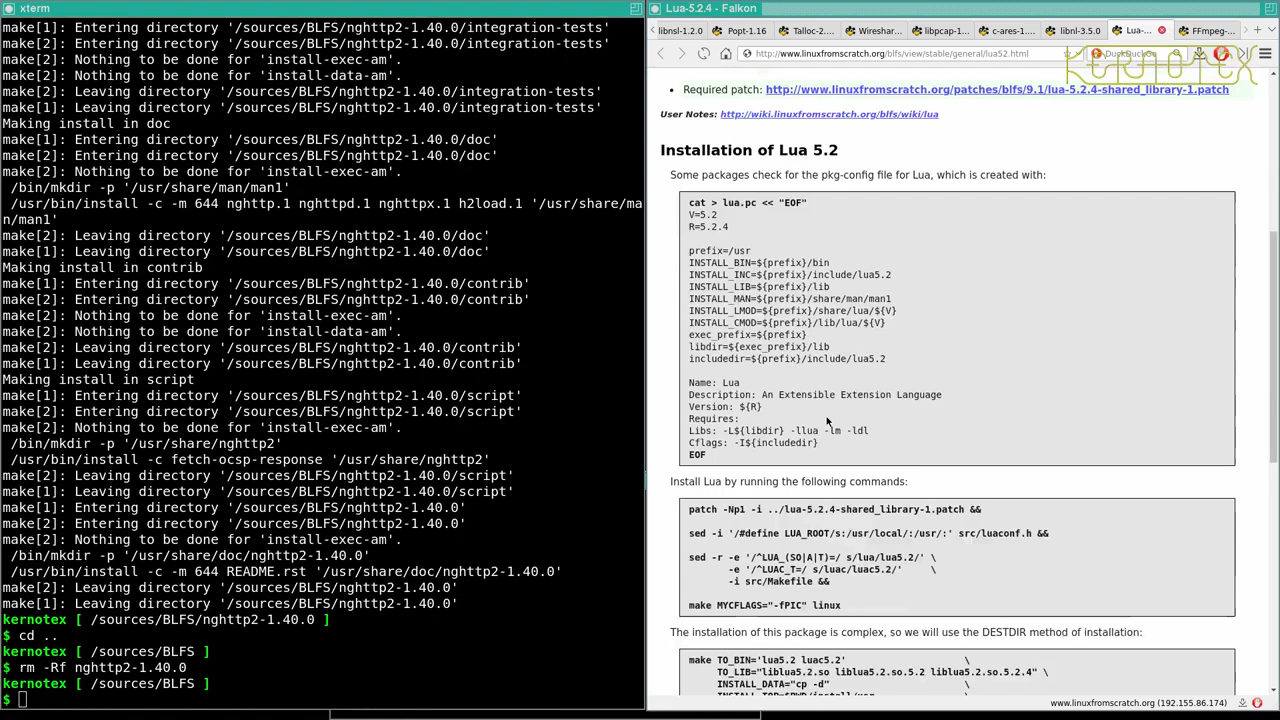 xterm
make[1]: Entering directory '/sources/BLFS/nghttp2-1.40.0/integration-tests'
make[2]: Entering directory '/sources/BLFS/nghttp2-1.40.0/integration-tests'
make[2]: Nothing to be done for 'install-exec-am'.
make[2]: Nothing to be done for 'install-data-am'.
make[2]: Leaving directory '/sources/BLFS/nghttp2-1.40.0/integration-tests'
make[1]: Leaving directory '/sources/BLFS/nghttp2-1.40.0/integration-tests'
Making install in doc
make[1]: Entering directory '/sources/BLFS/nghttp2-1.40.0/doc'
make[2]: Entering directory '/sources/BLFS/nghttp2-1.40.0/doc'
make[2]: Nothing to be done for 'install-exec-am'.
/bin/mkdir -p '/usr/share/man/man1'
/usr/bin/install -c -m 644 nghttp.1 nghttpd.1 nghttpx.1 h2load.1 '/usr/share/ma
n/man1'
make[2]: Leaving directory '/sources/BLFS/nghttp2-1.40.0/doc'
make[1]: Leaving directory '/sources/BLFS/nghttp2-1.40.0/doc'
Making install in contrib
make[1]: Entering directory '/sources/BLFS/nghttp2-1.40.0/contrib'
make[2]: Entering directory '/sources/BLFS/nghttp2-1.40.0/contrib'
make[2]: Nothing to be done for 'install-exec-am'.
make[2]: Nothing to be done for 'install-data-am'.
make[2]: Leaving directory '/sources/BLFS/nghttp2-1.40.0/contrib'
make[1]: Leaving directory '/sources/BLFS/nghttp2-1.40.0/contrib'
Making install in script
make[1]: Entering directory '/sources/BLFS/nghttp2-1.40.0/script'
make[2]: Entering directory '/sources/BLFS/nghttp2-1.40.0/script'
make[2]: Nothing to be done for 'install-exec-am'.
/bin/mkdir -p '/usr/share/nghttp2'
/usr/bin/install -c fetch-ocsp-response '/usr/share/nghttp2'
make[2]: Leaving directory '/sources/BLFS/nghttp2-1.40.0/script'
make[1]: Leaving directory '/sources/BLFS/nghttp2-1.40.0/script'
make[1]: Entering directory '/sources/BLFS/nghttp2-1.40.0'
make[2]: Entering directory '/sources/BLFS/nghttp2-1.40.0'
make[2]: Nothing to be done for 'install-exec-am'.
/bin/mkdir -p '/usr/share/doc/nghttp2-1.40.0'
/usr/bin/install -c -m 644 README.rst '/usr/share/doc/nghttp2-1.40.0'
make[2]: Leaving directory '/sources/BLFS/nghttp2-1.40.0'
make[1]: Leaving directory '/sources/BLFS/nghttp2-1.40.0'
kernotex [ /sources/BLFS/nghttp2-1.40.0 ]
$ cd ..
kernotex [ /sources/BLFS ]
$ rm -Rf nghttp2-1.40.0
kernotex [ /sources/BLFS ]
$
Lua-5.2.4 - Falkon
libnsl-1.2.0 Popt-1.16 Talloc-2.... Wireshar... libpcap-1... c-ares-1.... libnl-3.5.0 Lua-... FFmpeg-...
http://www.linuxfromscratch.org/blfs/view/stable/general/lua52.html DuckDuckGo
KERNOTEX
• Required patch: http://www.linuxfromscratch.org/patches/blfs/9.1/lua-5.2.4-shared_library-1.patch
User Notes: http://wiki.linuxfromscratch.org/blfs/wiki/lua
Installation of Lua 5.2
Some packages check for the pkg-config file for Lua, which is created with:
cat > lua.pc << "EOF"
V=5.2
R=5.2.4
prefix=/usr
INSTALL_BIN=${prefix}/bin
INSTALL_INC=${prefix}/include/lua5.2
INSTALL_LIB=${prefix}/lib
INSTALL_MAN=${prefix}/share/man/man1
INSTALL_LMOD=${prefix}/share/lua/${V}
INSTALL_CMOD=${prefix}/lib/lua/${V}
exec_prefix=${prefix}
libdir=${exec_prefix}/lib
includedir=${prefix}/include/lua5.2
Name: Lua
Description: An Extensible Extension Language
Version: ${R}
Requires:
Libs: -L${libdir} -llua -lm -ldl
Cflags: -I${includedir}
EOF
Install Lua by running the following commands:
patch -Np1 -i ../lua-5.2.4-shared_library-1.patch &&
sed -i '/#define LUA_ROOT/s:/usr/local/:/usr/:' src/luaconf.h &&
sed -r -e '/^LUA_(SO|A|T)=/ s/lua/lua5.2/' \
-e '/^LUAC_T=/ s/luac/luac5.2/' \
-i src/Makefile &&
make MYCFLAGS="-fPIC" linux
The installation of this package is complex, so we will use the DESTDIR method of installation:
make TO_BIN='lua5.2 luac5.2' \
TO_LIB="liblua5.2.so liblua5.2.so.5.2 liblua5.2.so.5.2.4" \
INSTALL_DATA="cp -d" \
www.linuxfromscratch.org (192.155.86.174)